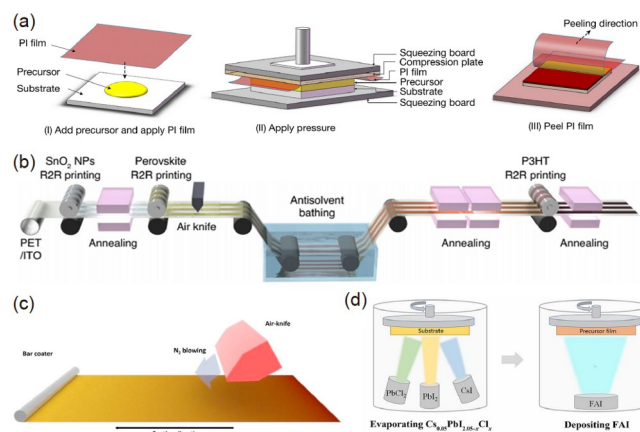 (a)
PI film
Precursor
Substrate
(I) Add precursor and apply PI film
Squeezing board
Compression plate
PI film
Precursor
Substrate
Squeezing board
(II) Apply pressure
Peeling direction
(III) Peel PI film
(b)
SnO₂ NPs
R2R printing
Perovskite
R2R printing
PET
/ITO
Annealing
Air knife
Antisolvent
bathing
Annealing
P3HT
R2R printing
Annealing
(c)
Bar coater
N₂ blowing
Air-knife
(d)
Substrate
PbCl₂
PbI₂
CsI
Evaporating Cs₀.₀₅PbI₂.₀₅₋ₓClₓ
Precursor film
FAI
Depositing FAI